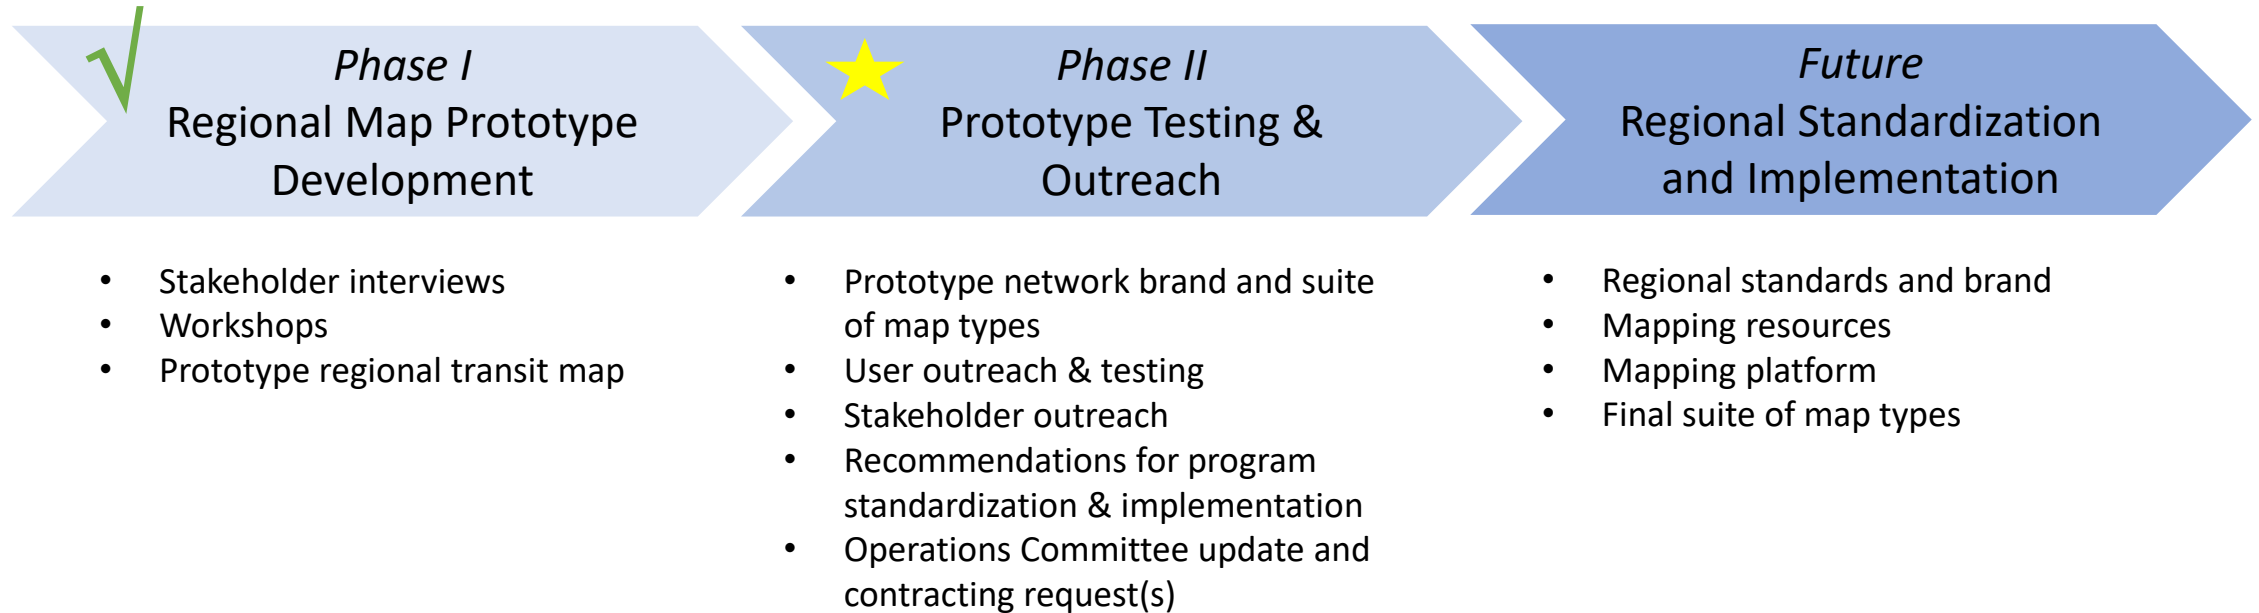 √
Phase I
Regional Map Prototype
Development
• Stakeholder interviews
• Workshops
• Prototype regional transit map
Phase II
Prototype Testing &
Outreach
• Prototype network brand and suite
of map types
• User outreach & testing
• Stakeholder outreach
• Recommendations for program
standardization & implementation
• Operations Committee update and
contracting request(s)
Future
Regional Standardization
and Implementation
• Regional standards and brand
• Mapping resources
• Mapping platform
• Final suite of map types